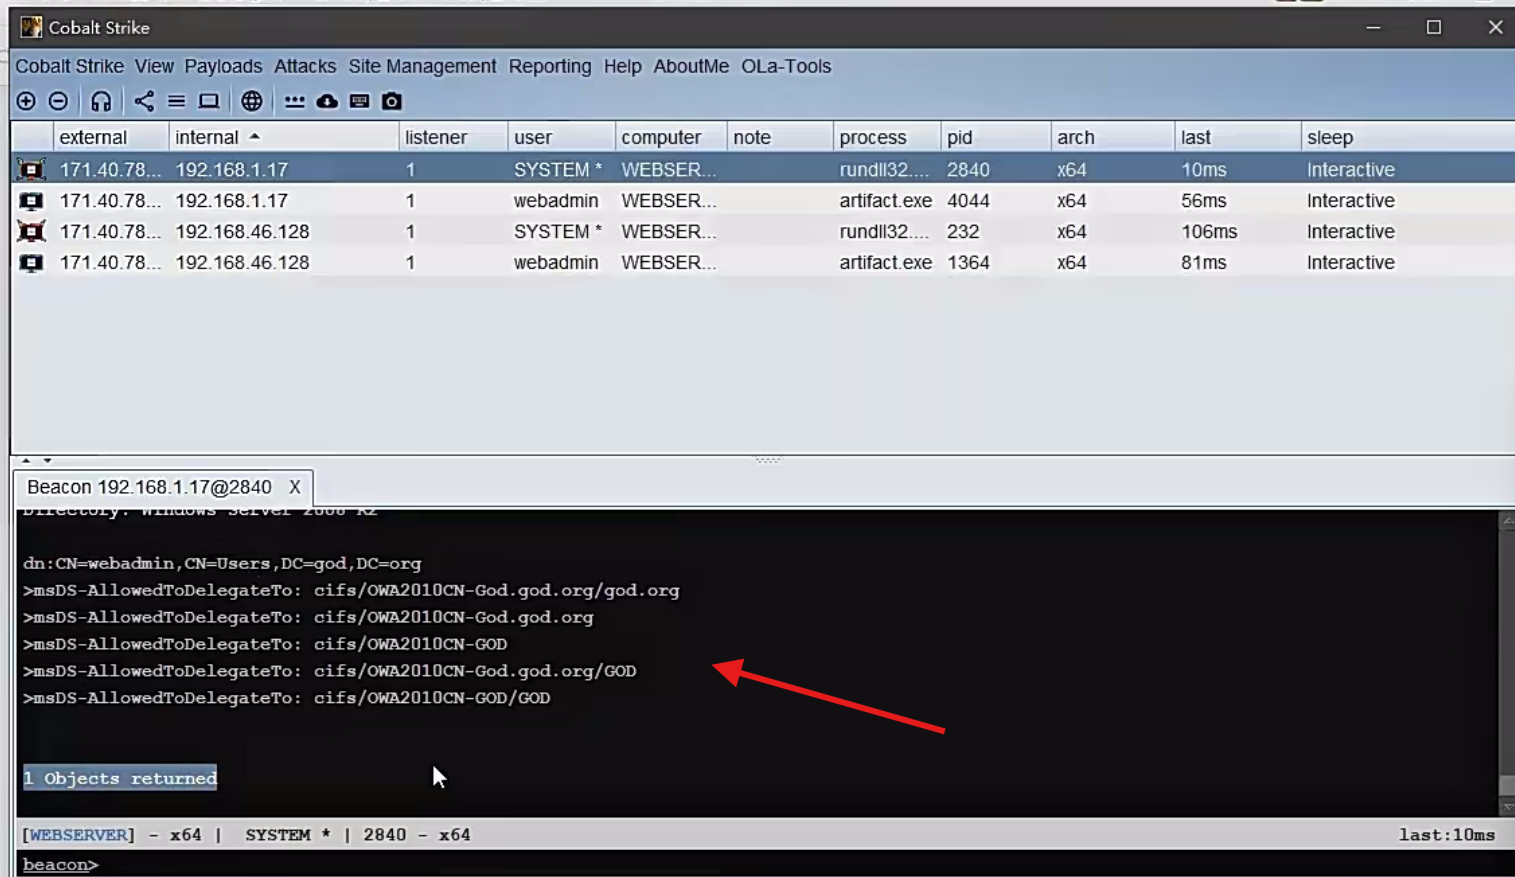 Cobalt Strike
Cobalt Strike View Payloads Attacks Site Management Reporting Help AboutMe OLa-Tools
external internal listener user computer note process pid arch last sleep
171.40.78... 192.168.1.17 1 SYSTEM * WEBSER... rundll32.... 2840 x64 10ms Interactive
171.40.78... 192.168.1.17 1 webadmin WEBSER... artifact.exe 4044 x64 56ms Interactive
171.40.78... 192.168.46.128 1 SYSTEM * WEBSER... rundll32.... 232 x64 106ms Interactive
171.40.78... 192.168.46.128 1 webadmin WEBSER... artifact.exe 1364 x64 81ms Interactive
Beacon 192.168.1.17@2840 X
Directory: Windows Server 2008 R2
dn:CN=webadmin,CN=Users,DC=god,DC=org
>msDS-AllowedToDelegateTo: cifs/OWA2010CN-God.god.org/god.org
>msDS-AllowedToDelegateTo: cifs/OWA2010CN-God.god.org
>msDS-AllowedToDelegateTo: cifs/OWA2010CN-GOD
>msDS-AllowedToDelegateTo: cifs/OWA2010CN-God.god.org/GOD
>msDS-AllowedToDelegateTo: cifs/OWA2010CN-GOD/GOD
1 Objects returned
[WEBSERVER] - x64 | SYSTEM * | 2840 - x64 last:10ms
beacon>